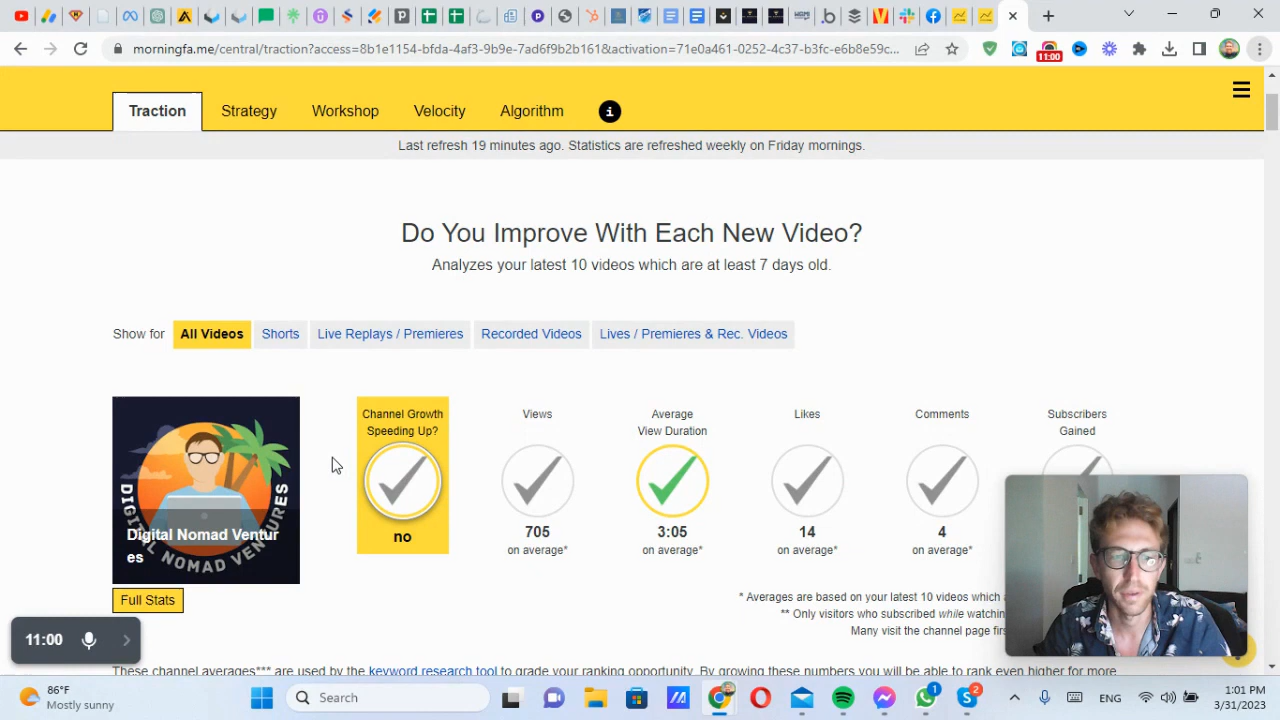 11:00
morningfa.me/central/traction?access=8b1e1154-bfda-4af3-9b9e-7ad6f9b2b1618&activation=71e0a461-0252-4c37-b3fc-e6b8e59c...
Traction Strategy Workshop Velocity Algorithm i
Last refresh 19 minutes ago. Statistics are refreshed weekly on Friday mornings.
Do You Improve With Each New Video?
Analyzes your latest 10 videos which are at least 7 days old.
Show for All Videos Shorts Live Replays / Premieres Recorded Videos Lives / Premieres & Rec. Videos
DIGITAL NOMAD VENTURES
Digital Nomad Ventur
es
Full Stats
Channel Growth
Speeding Up?
no
Views
705
on average*
Average
View Duration
3:05
on average*
Likes
14
on average*
Comments
4
on average*
Subscribers
Gained
* Averages are based on your latest 10 videos which
** Only visitors who subscribed while watchin
Many visit the channel page firs
11:00
These channel averages*** are used by the keyword research tool to grade your ranking opportunity. By growing these numbers you will be able to rank even higher for more
86°F
Mostly sunny
Search
1
2
ENG
1:01 PM
3/31/2023